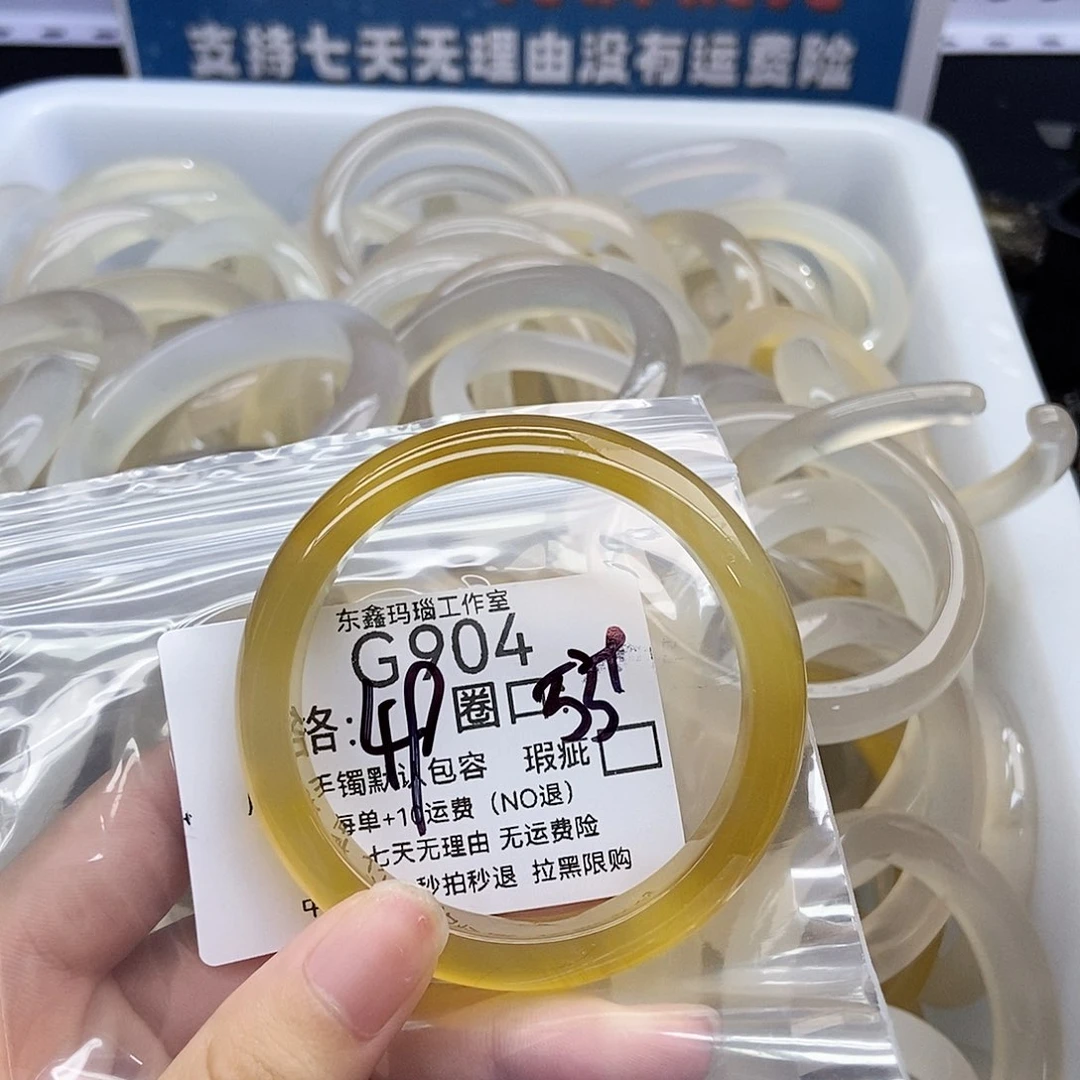 支持七天无理由没有运费险
东鑫玛瑙工作室
G904
格: 49 圈口 55
手镯默认包容 瑕疵
每单+10运费（NO退）
七天无理由 无运费险
秒拍秒退 拉黑限购